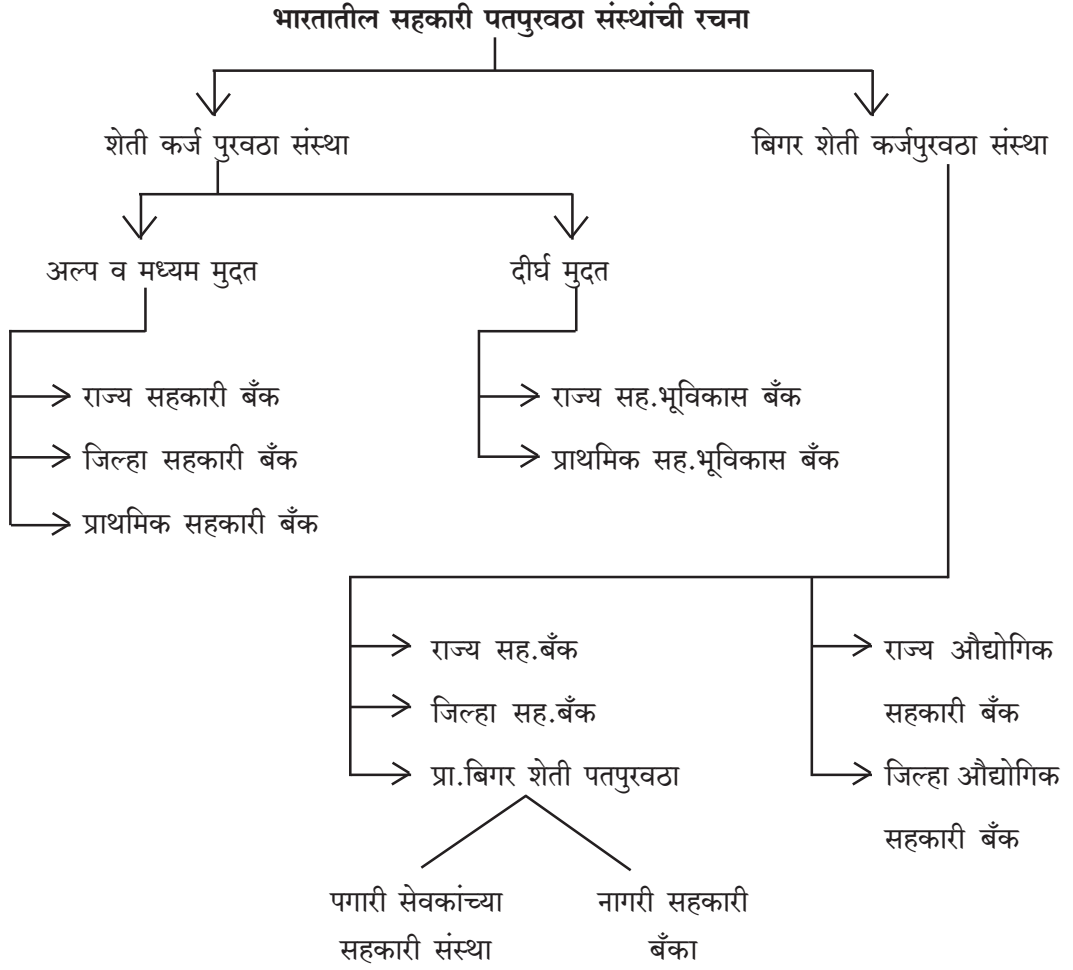 भारतातील सहकारी पतपुरवठा संस्थांची रचना
शेती कर्ज पुरवठा संस्था
बिगर शेती कर्जपुरवठा संस्था
अल्प व मध्यम मुदत
दीर्घ मुदत
राज्य सहकारी बँक
जिल्हा सहकारी बँक
प्राथमिक सहकारी बँक
राज्य सह.भूविकास बँक
प्राथमिक सह.भूविकास बँक
राज्य सह.बँक
जिल्हा सह.बँक
प्रा.बिगर शेती पतपुरवठा
पगारी सेवकांच्या
सहकारी संस्था
नागरी सहकारी
बँका
राज्य औद्योगिक
सहकारी बँक
जिल्हा औद्योगिक
सहकारी बँक